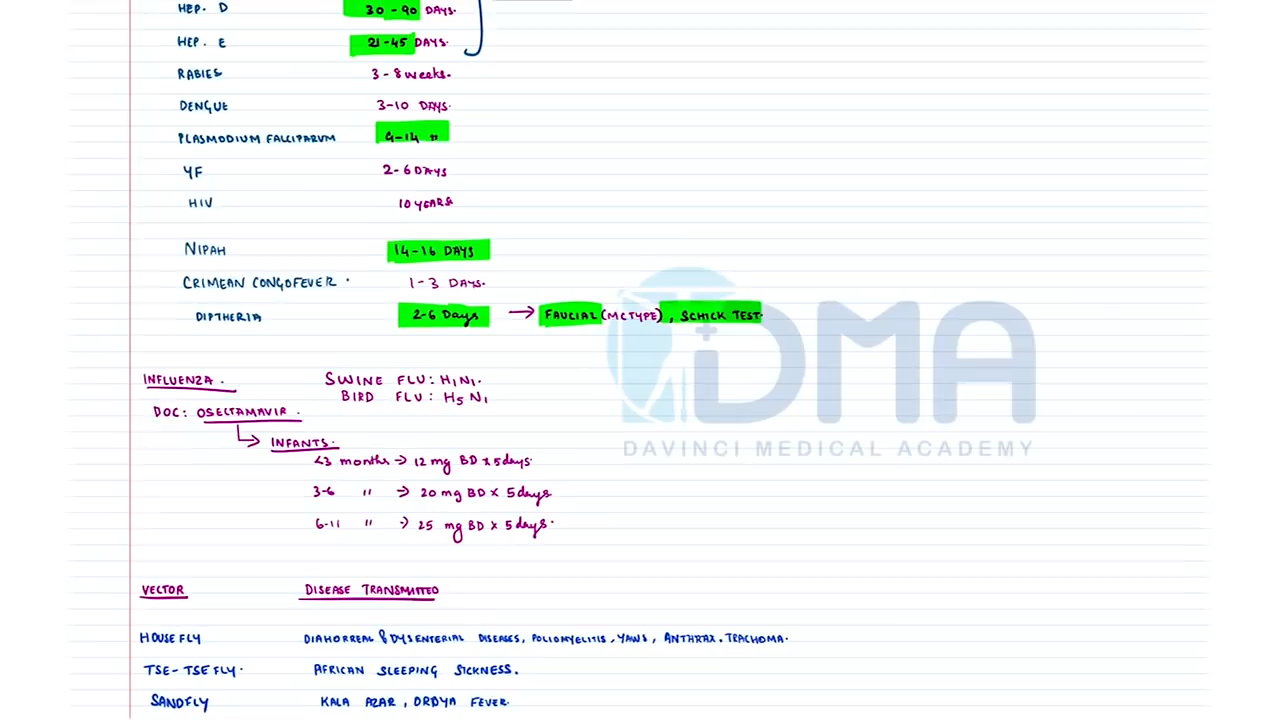 HEP. D 30-90 DAYS.
HEP. E 21-45 DAYS.
RABIES 3-8 weeks.
DENGUE 3-10 DAYS.
PLASMODIUM FALCIPARUM 9-14 "
YF 2-6 DAYS
HIV 10 YEARS
NIPAH 14-16 DAYS
CRIMEAN CONGOFEVER. 1-3 DAYS.
DIPTHERIA 2-6 Days → FAUCIAL (MC TYPE), SCHICK TEST.
INFLUENZA. SWINE FLU: H1N1.
BIRD FLU: H5N1
DOC: OSELTAMAVIR.
INFANTS.
<3 months → 12 mg BD x 5 days.
3-6 " → 20 mg BD x 5 days
6-11 " → 25 mg BD x 5 days.
VECTOR DISEASE TRANSMITTED
HOUSEFLY DIAHORREAL & DYSENTERIAL DISEASES, POLIOMYELITIS, YAWS, ANTHRAX, TRACHOMA.
TSE-TSE FLY. AFRICAN SLEEPING SICKNESS.
SANDFLY KALA AZAR, OROYA FEVER.
DMA
DAVINCI MEDICAL ACADEMY